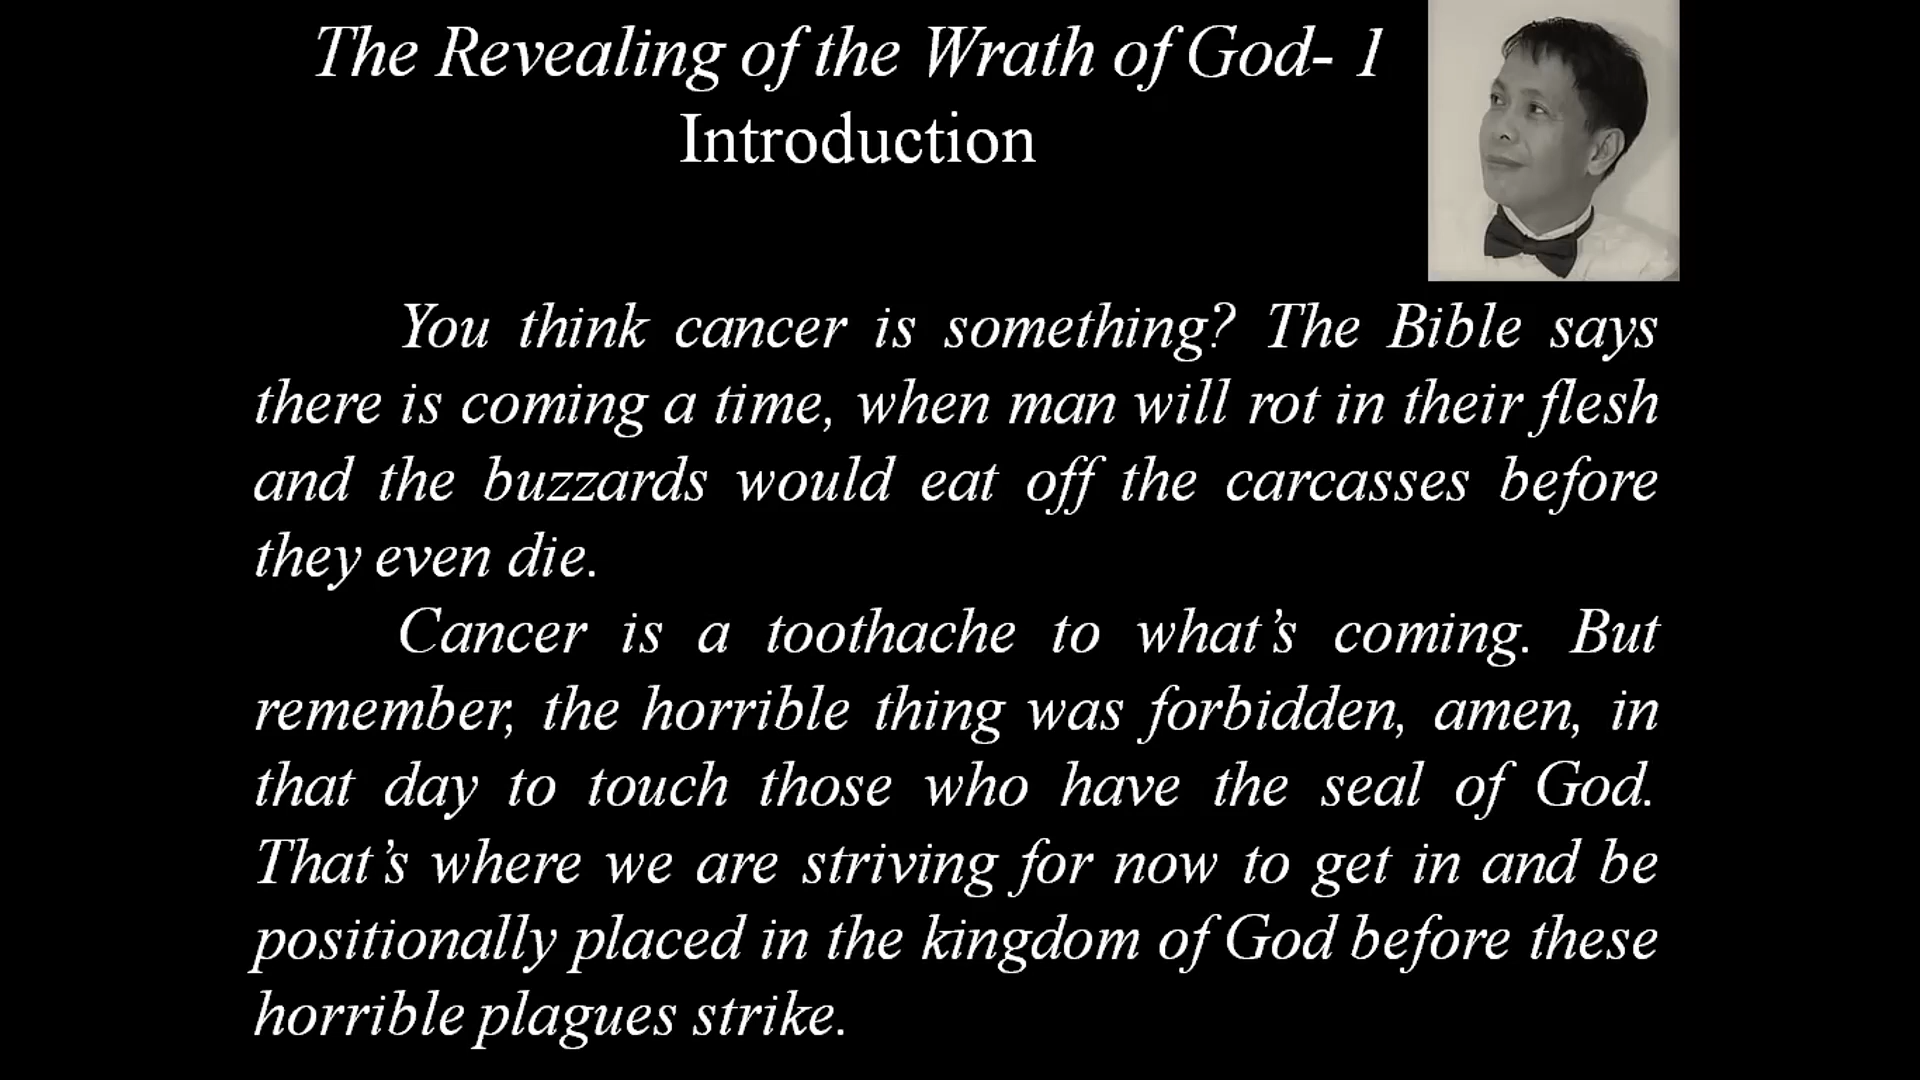 The Revealing of the Wrath of God- 1
Introduction
You think cancer is something? The Bible says
there is coming a time, when man will rot in their flesh
and the buzzards would eat off the carcasses before
they even die.
Cancer is a toothache to what’s coming. But
remember, the horrible thing was forbidden, amen, in
that day to touch those who have the seal of God.
That’s where we are striving for now to get in and be
positionally placed in the kingdom of God before these
horrible plagues strike.